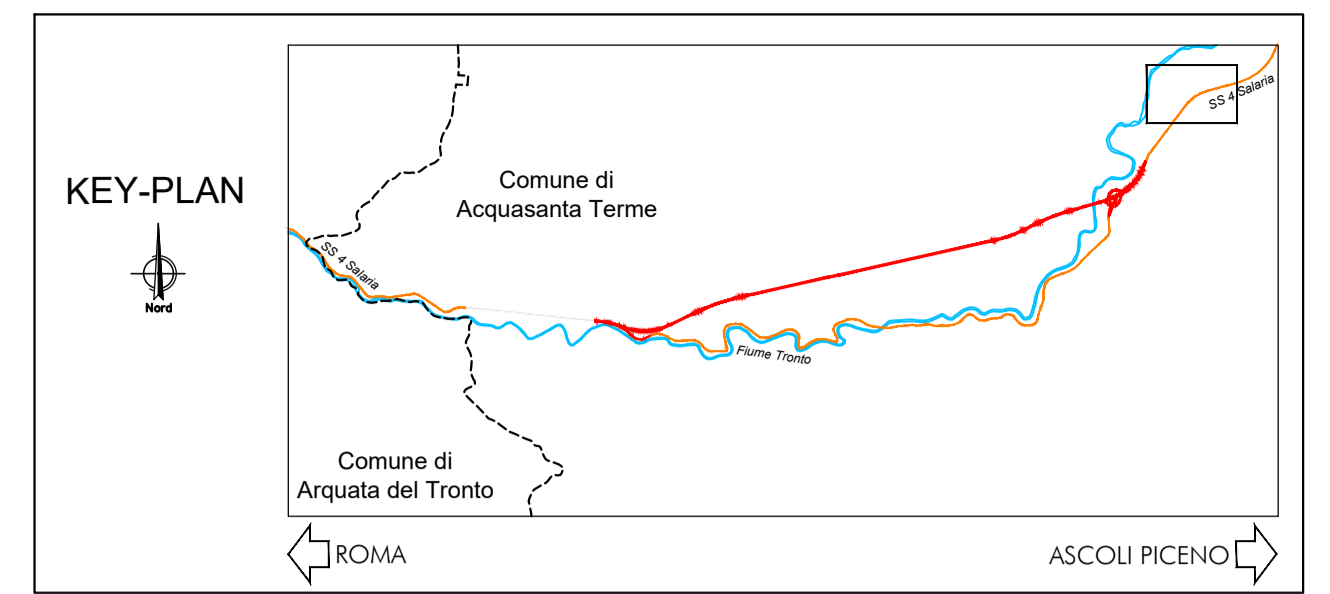 KEY-PLAN
Nord
Comune di
Acquasanta Terme
SS 4 Salaria
SS 4 Salaria
Fiume Tronto
Comune di
Arquata del Tronto
ROMA
ASCOLI PICENO